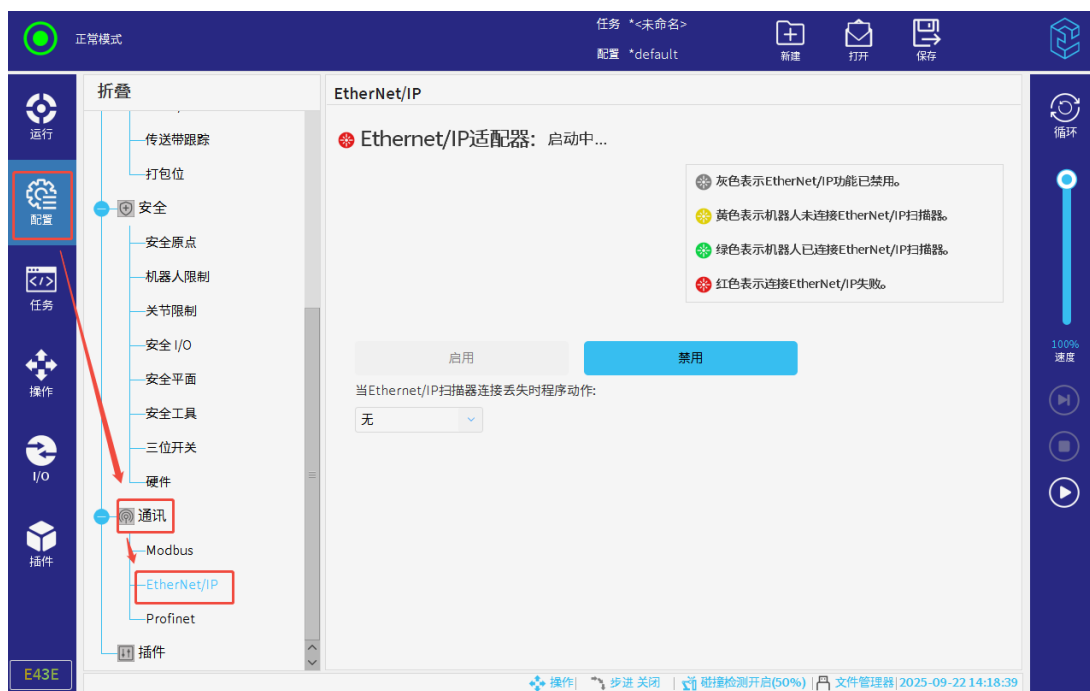 正常模式
任务 *<未命名>
配置 *default
新建
打开
保存
运行
配置
任务
操作
I/O
插件
E43E
折叠
传送带跟踪
打包位
安全
安全原点
机器人限制
关节限制
安全 I/O
安全平面
安全工具
三位开关
硬件
通讯
Modbus
EtherNet/IP
Profinet
插件
EtherNet/IP
Ethernet/IP适配器：启动中...
灰色表示EtherNet/IP功能已禁用。
黄色表示机器人未连接EtherNet/IP扫描器。
绿色表示机器人已连接EtherNet/IP扫描器。
红色表示连接EtherNet/IP失败。
启用
禁用
当Ethernet/IP扫描器连接丢失时程序动作:
无
循环
100%
速度
操作| 步进 关闭 | 碰撞检测开启(50%) | 文件管理器|2025-09-22 14:18:39